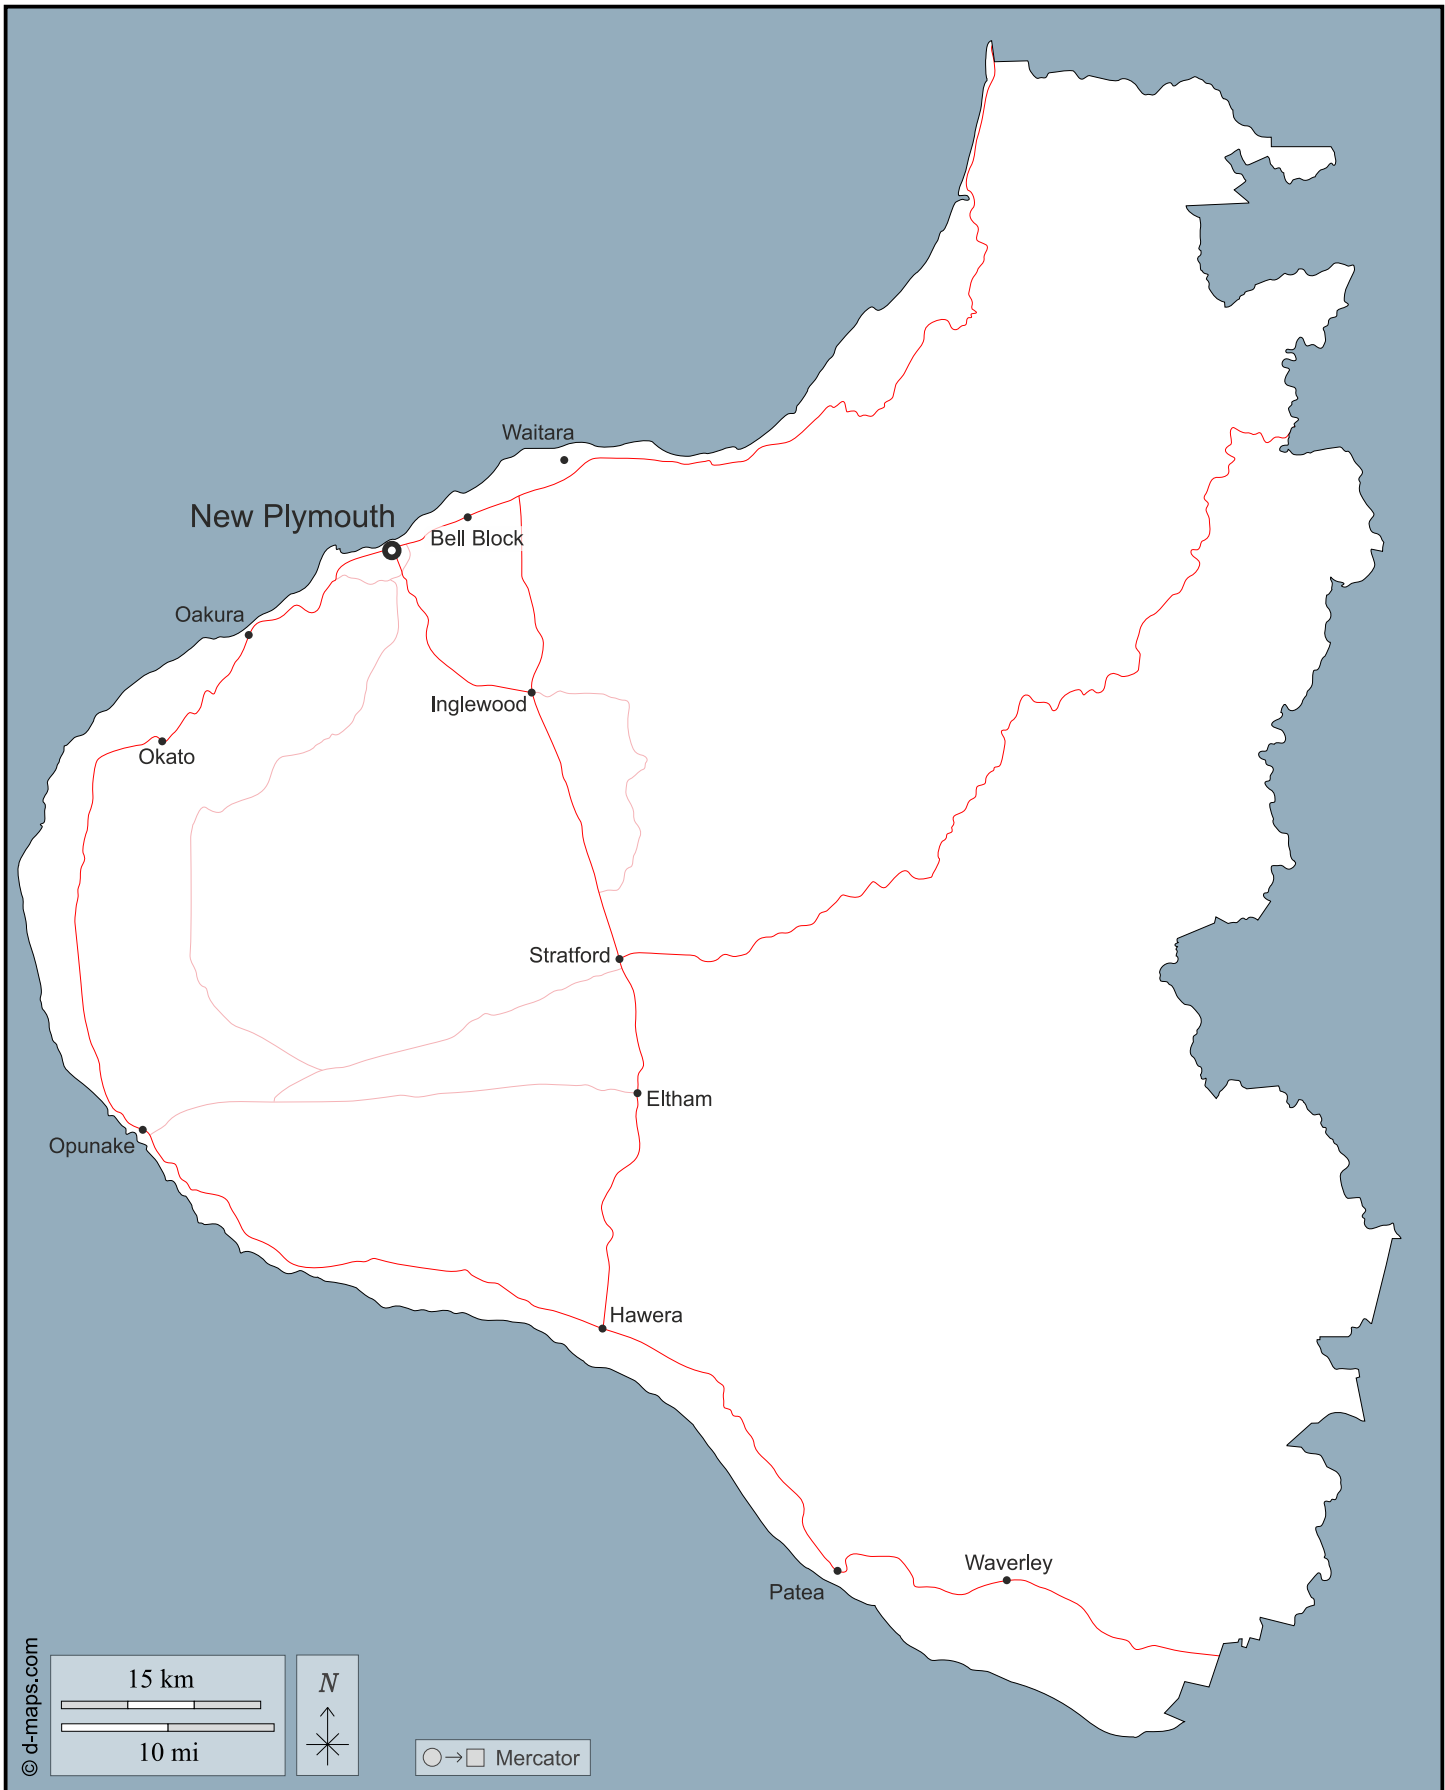 Waitara
New Plymouth
Bell Block
Oakura
Inglewood
Okato
Stratford
Eltham
Opunake
Hawera
Waverley
Patea
© d-maps.com
15 km
10 mi
N
Mercator